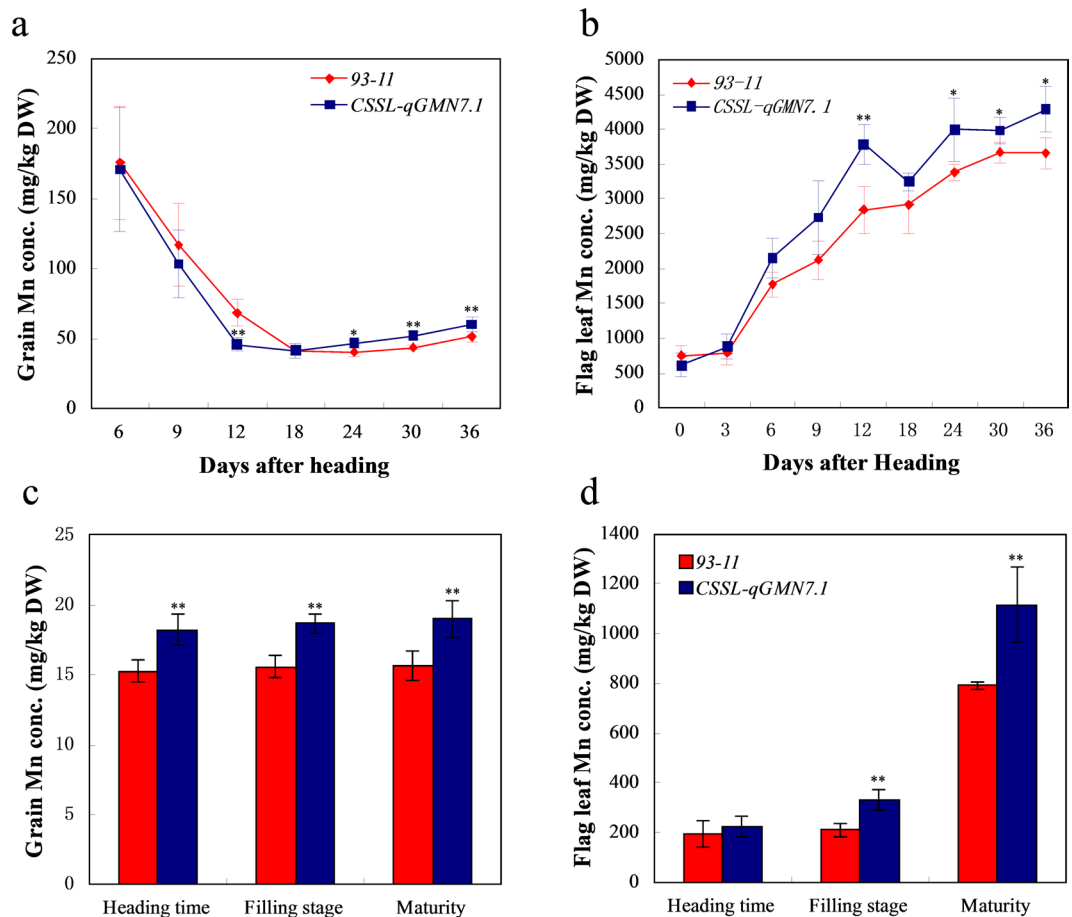 a
250
200
150
100
50
0
Grain Mn conc. (mg/kg DW)
93-11
CSSL-qGMN7.1
**
*
**
**
6 9 12 18 24 30 36
Days after heading
b
5000
4500
4000
3500
3000
2500
2000
1500
1000
500
0
Flag leaf Mn conc. (mg/kg DW)
93-11
CSSL-qGMN7.1
**
*
*
*
0 3 6 9 12 18 24 30 36
Days after Heading
c
25
20
15
10
5
0
Grain Mn conc. (mg/kg DW)
** ** **
Heading time Filling stage Maturity
d
1400
1200
1000
800
600
400
200
0
Flag leaf Mn conc. (mg/kg DW)
93-11
CSSL-qGMN7.1
**
**
Heading time Filling stage Maturity